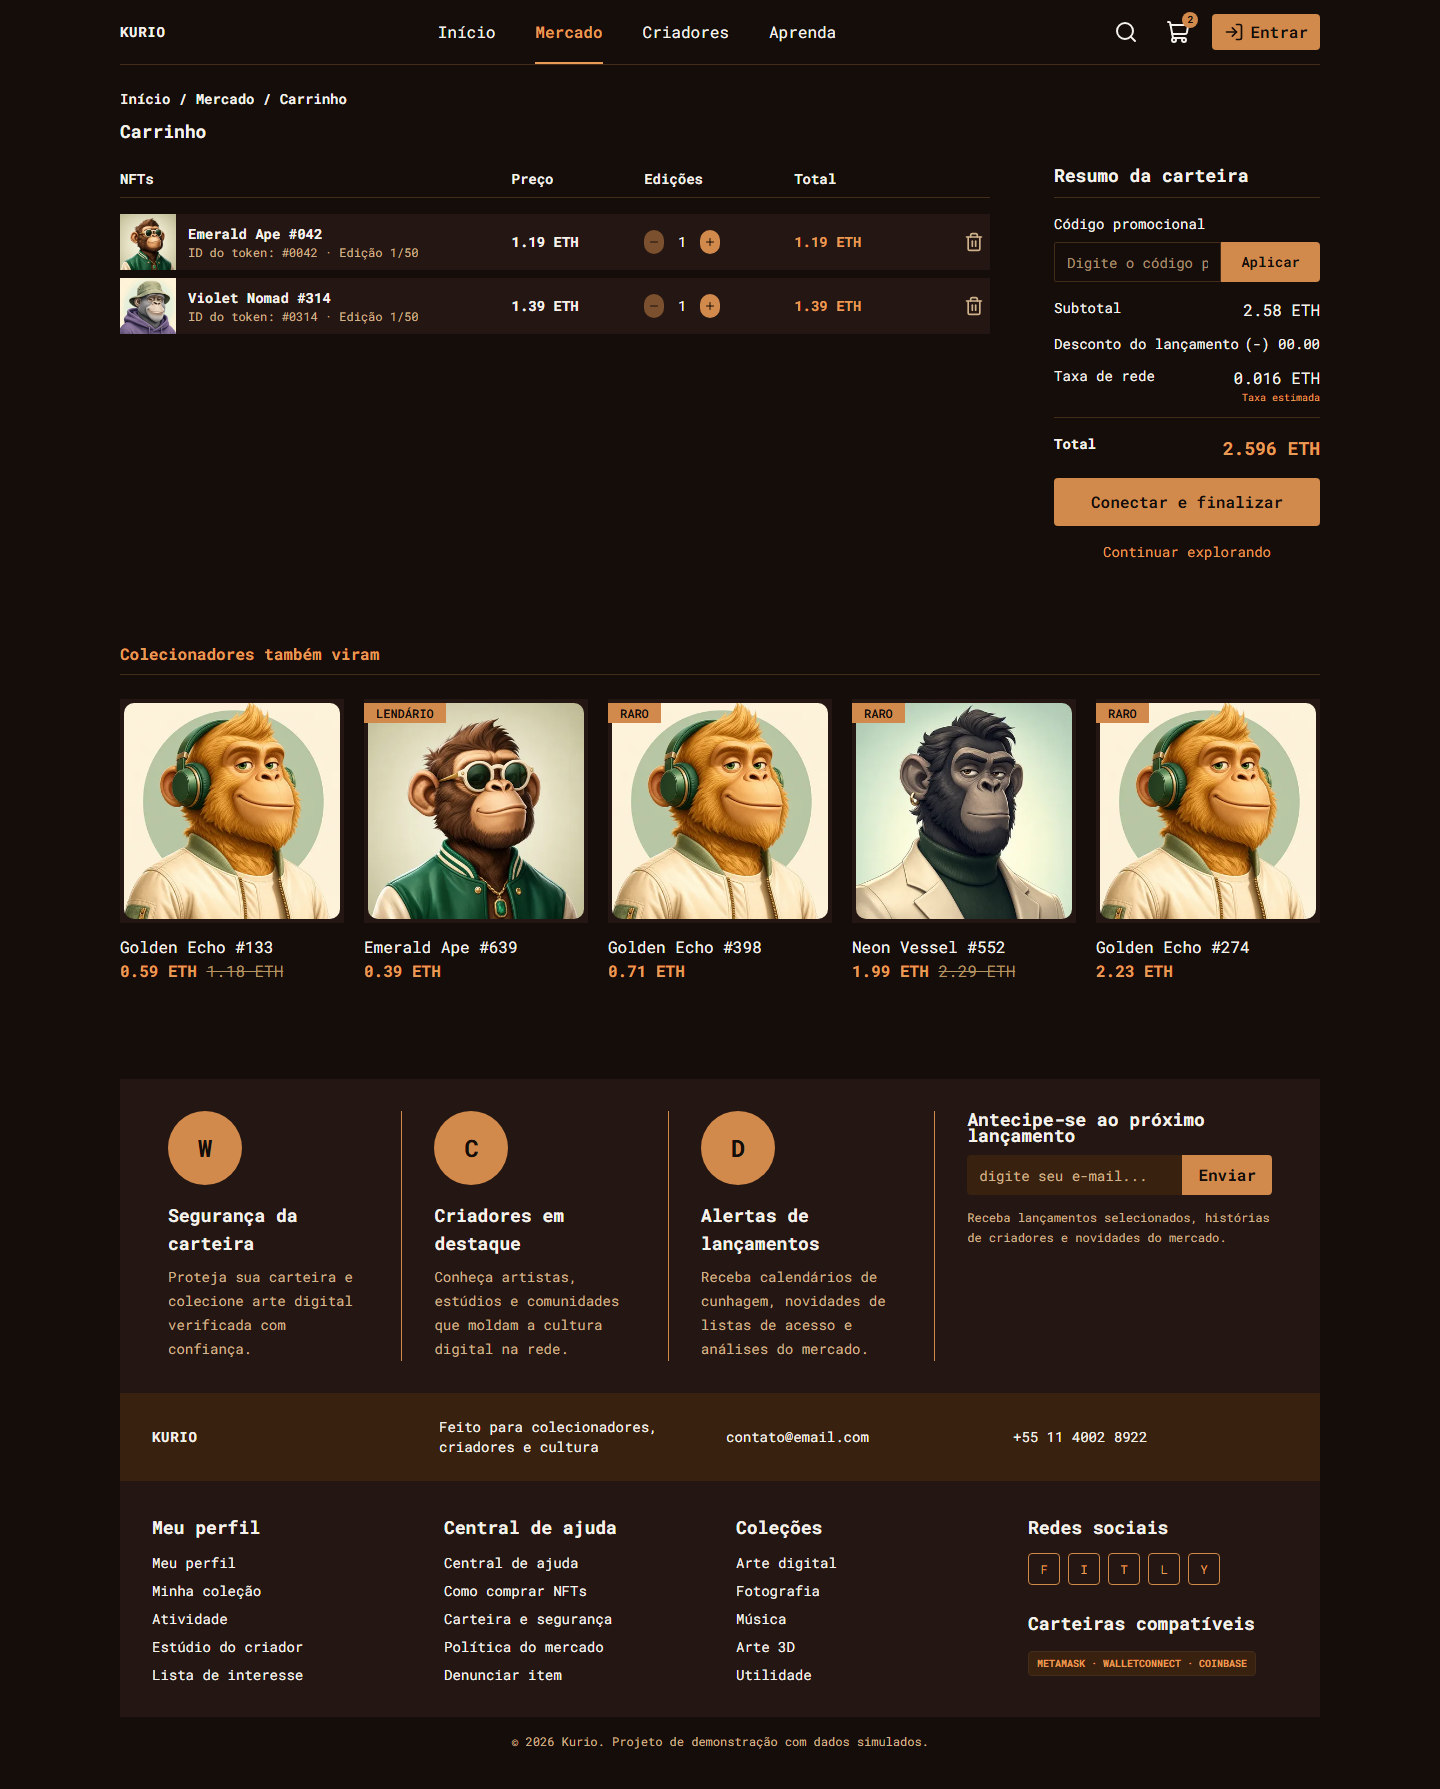 KURIO
Início
Mercado
Criadores
Aprenda
2
Entrar
Início / Mercado / Carrinho
Carrinho
NFTs
Preço
Edições
Total
Emerald Ape #042
ID do token: #0042 · Edição 1/50
1.19 ETH
− 1 +
1.19 ETH
Violet Nomad #314
ID do token: #0314 · Edição 1/50
1.39 ETH
− 1 +
1.39 ETH
Resumo da carteira
Código promocional
Digite o código p
Aplicar
Subtotal
2.58 ETH
Desconto do lançamento
(-) 00.00
Taxa de rede
0.016 ETH
Taxa estimada
Total
2.596 ETH
Conectar e finalizar
Continuar explorando
Colecionadores também viram
Golden Echo #133
0.59 ETH 1.18 ETH
LENDÁRIO
Emerald Ape #639
0.39 ETH
RARO
Golden Echo #398
0.71 ETH
RARO
Neon Vessel #552
1.99 ETH 2.29 ETH
RARO
Golden Echo #274
2.23 ETH
W
Segurança da
carteira
Proteja sua carteira e
colecione arte digital
verificada com
confiança.
C
Criadores em
destaque
Conheça artistas,
estúdios e comunidades
que moldam a cultura
digital na rede.
D
Alertas de
lançamentos
Receba calendários de
cunhagem, novidades de
listas de acesso e
análises do mercado.
Antecipe-se ao próximo
lançamento
digite seu e-mail...
Enviar
Receba lançamentos selecionados, histórias
de criadores e novidades do mercado.
KURIO
Feito para colecionadores,
criadores e cultura
contato@email.com
+55 11 4002 8922
Meu perfil
Meu perfil
Minha coleção
Atividade
Estúdio do criador
Lista de interesse
Central de ajuda
Central de ajuda
Como comprar NFTs
Carteira e segurança
Política do mercado
Denunciar item
Coleções
Arte digital
Fotografia
Música
Arte 3D
Utilidade
Redes sociais
F I T L Y
Carteiras compatíveis
METAMASK · WALLETCONNECT · COINBASE
© 2026 Kurio. Projeto de demonstração com dados simulados.